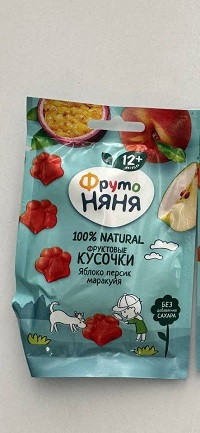 12+
месяцев
Фруто
НЯНЯ
100% NATURAL
ФРУКТОВЫЕ
КУСОЧКИ
Яблоко персик
маракуйя
БЕЗ
добавления
САХАРА